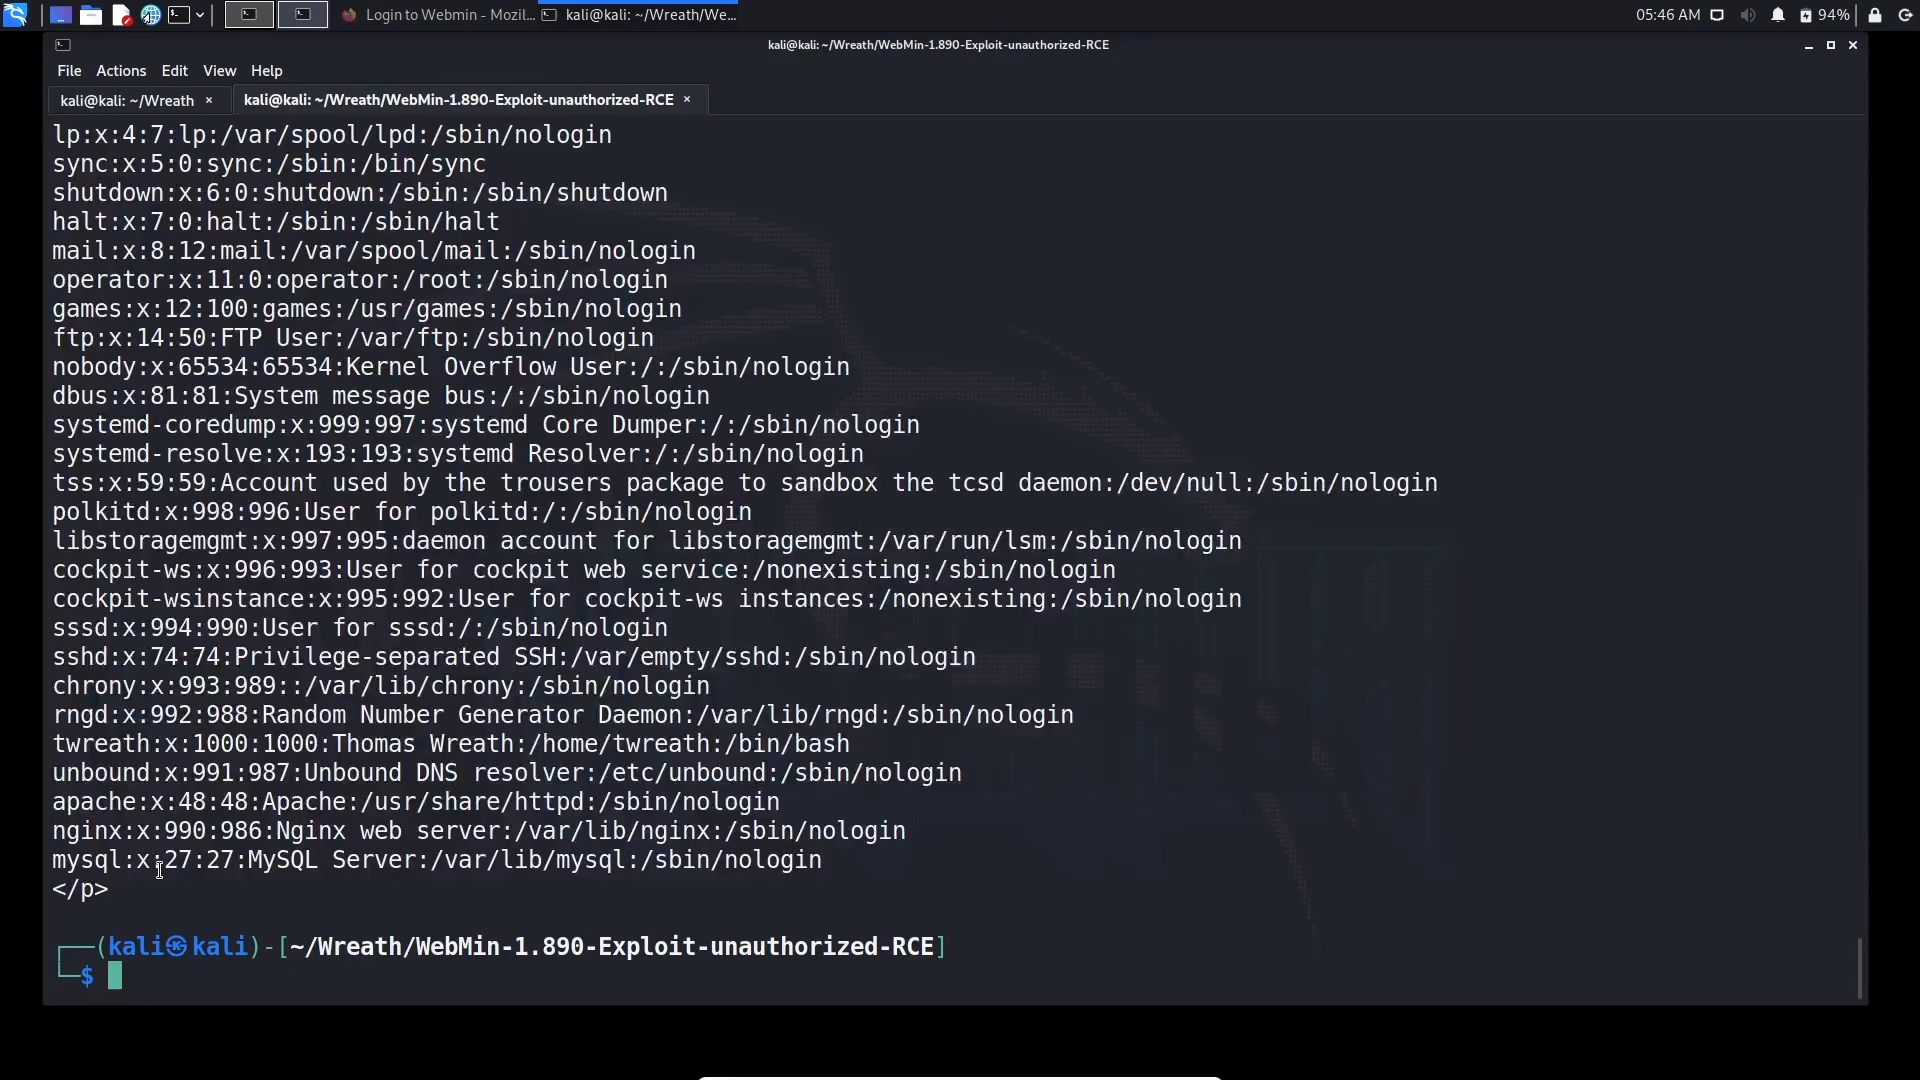 Login to Webmin - Mozil...
kali@kali: ~/Wreath/We...
05:46 AM
94%
kali@kali: ~/Wreath/WebMin-1.890-Exploit-unauthorized-RCE
File Actions Edit View Help
kali@kali: ~/Wreath ×
kali@kali: ~/Wreath/WebMin-1.890-Exploit-unauthorized-RCE ×
lp:x:4:7:lp:/var/spool/lpd:/sbin/nologin
sync:x:5:0:sync:/sbin:/bin/sync
shutdown:x:6:0:shutdown:/sbin:/sbin/shutdown
halt:x:7:0:halt:/sbin:/sbin/halt
mail:x:8:12:mail:/var/spool/mail:/sbin/nologin
operator:x:11:0:operator:/root:/sbin/nologin
games:x:12:100:games:/usr/games:/sbin/nologin
ftp:x:14:50:FTP User:/var/ftp:/sbin/nologin
nobody:x:65534:65534:Kernel Overflow User:/:/sbin/nologin
dbus:x:81:81:System message bus:/:/sbin/nologin
systemd-coredump:x:999:997:systemd Core Dumper:/:/sbin/nologin
systemd-resolve:x:193:193:systemd Resolver:/:/sbin/nologin
tss:x:59:59:Account used by the trousers package to sandbox the tcsd daemon:/dev/null:/sbin/nologin
polkitd:x:998:996:User for polkitd:/:/sbin/nologin
libstoragemgmt:x:997:995:daemon account for libstoragemgmt:/var/run/lsm:/sbin/nologin
cockpit-ws:x:996:993:User for cockpit web service:/nonexisting:/sbin/nologin
cockpit-wsinstance:x:995:992:User for cockpit-ws instances:/nonexisting:/sbin/nologin
sssd:x:994:990:User for sssd:/:/sbin/nologin
sshd:x:74:74:Privilege-separated SSH:/var/empty/sshd:/sbin/nologin
chrony:x:993:989::/var/lib/chrony:/sbin/nologin
rngd:x:992:988:Random Number Generator Daemon:/var/lib/rngd:/sbin/nologin
twreath:x:1000:1000:Thomas Wreath:/home/twreath:/bin/bash
unbound:x:991:987:Unbound DNS resolver:/etc/unbound:/sbin/nologin
apache:x:48:48:Apache:/usr/share/httpd:/sbin/nologin
nginx:x:990:986:Nginx web server:/var/lib/nginx:/sbin/nologin
mysql:x:27:27:MySQL Server:/var/lib/mysql:/sbin/nologin
</p>
┌──(kali㉿kali)-[~/Wreath/WebMin-1.890-Exploit-unauthorized-RCE]
└─$